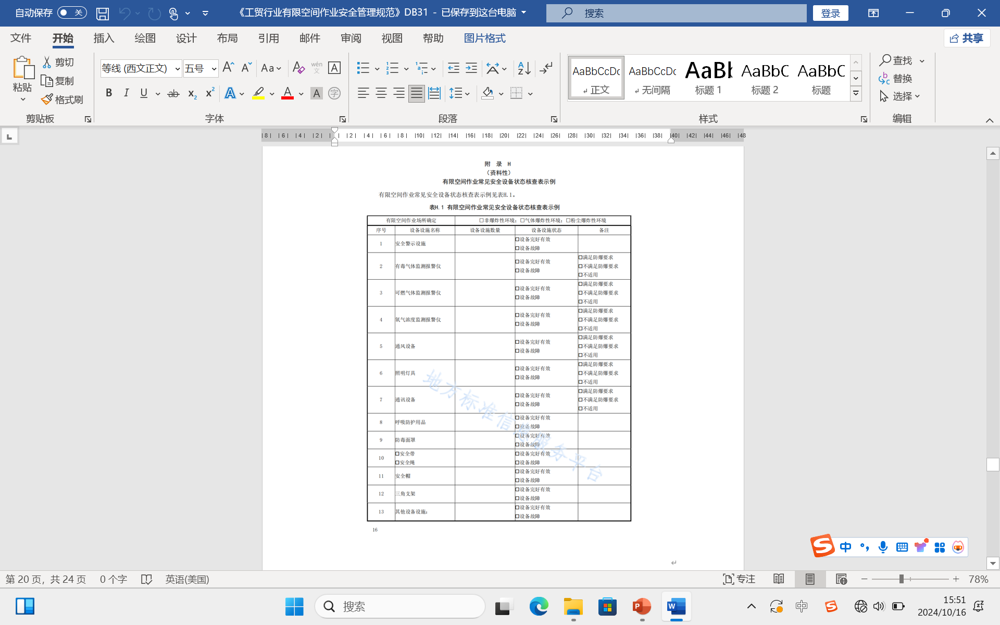 自动保存 关 《工贸行业有限空间作业安全管理规范》DB31 - 已保存到这台电脑 搜索 登录
文件 开始 插入 绘图 设计 布局 引用 邮件 审阅 视图 帮助 图片格式 共享
粘贴 剪切 复制 格式刷
剪贴板
等线 (西文正文) 五号 Aa wén 文 A
B I U ab x₂ x² A A A 字
字体
段落
AaBbCcDc AaBbCcDc AaBb AaBbC AaBbC
正文 无间隔 标题 1 标题 2 标题
样式
查找
替换
选择
编辑
8 6 4 2 2 4 6 8 10 12 14 16 18 20 22 24 26 28 30 32 34 36 38 40 42 44 46 48
附 录 H
（资料性）
有限空间作业常见安全设备状态核查表示例
有限空间作业常见安全设备状态核查表示例见表H.1。
表H.1 有限空间作业常见安全设备状态核查表示例
有限空间作业场所确定 □非爆炸性环境；□气体爆炸性环境；□粉尘爆炸性环境
序号 设备设施名称 设备设施数量 设备设施状态 备注
1 安全警示设施 □设备完好有效
□设备故障
2 有毒气体监测报警仪 □设备完好有效
□设备故障
□满足防爆要求
□不满足防爆要求
□不适用
3 可燃气体监测报警仪 □设备完好有效
□设备故障
□满足防爆要求
□不满足防爆要求
□不适用
4 氧气浓度监测报警仪 □设备完好有效
□设备故障
□满足防爆要求
□不满足防爆要求
□不适用
5 通风设备 □设备完好有效
□设备故障
□满足防爆要求
□不满足防爆要求
□不适用
6 照明灯具 □设备完好有效
□设备故障
□满足防爆要求
□不满足防爆要求
□不适用
7 通讯设备 □设备完好有效
□设备故障
□满足防爆要求
□不满足防爆要求
□不适用
8 呼吸防护用品 □设备完好有效
□设备故障
9 防毒面罩 □设备完好有效
□设备故障
10 □安全带
□安全绳
□设备完好有效
□设备故障
11 安全帽 □设备完好有效
□设备故障
12 三角支架 □设备完好有效
□设备故障
13 其他设备设施： □设备完好有效
□设备故障
地方标准信息服务平台
16
中
第 20 页，共 24 页 0 个字 英语(美国) 专注 78%
搜索
中
15:51
2024/10/16